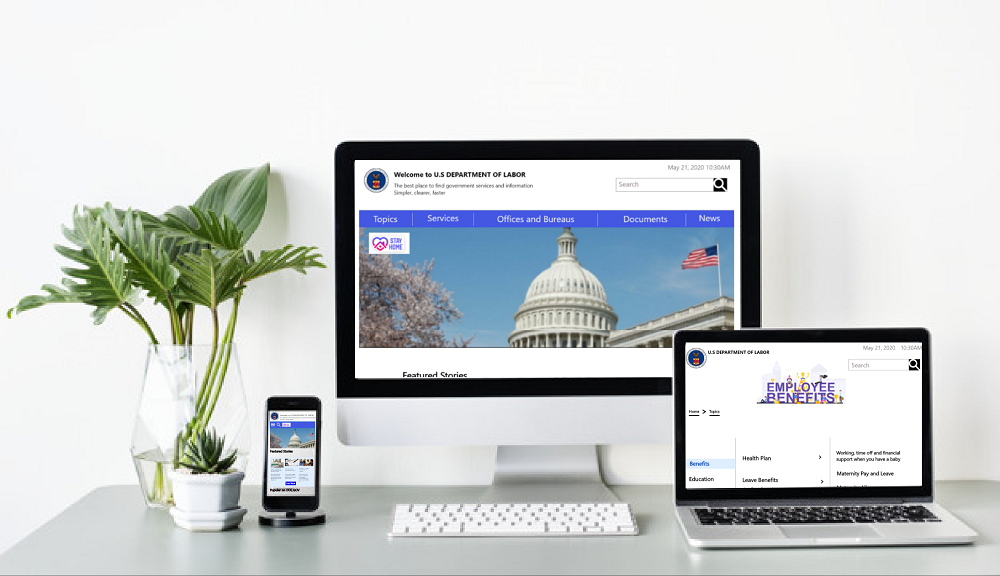 May 21, 2020 10:30AM
Welcome to U.S DEPARTMENT OF LABOR
The best place to find government services and information
Simpler, clearer, faster
Search
Topics
Services
Offices and Bureaus
Documents
News
STAY
HOME
Featured Stories
May 21, 2020 10:30AM
U.S DEPARTMENT OF LABOR
Search
EMPLOYEE
BENEFITS
Home > Topics
Benefits
Education
Health Plan >
Leave Benefits >
Working, time off and financial
support when you have a baby
Maternity Pay and Leave
Featured Stories